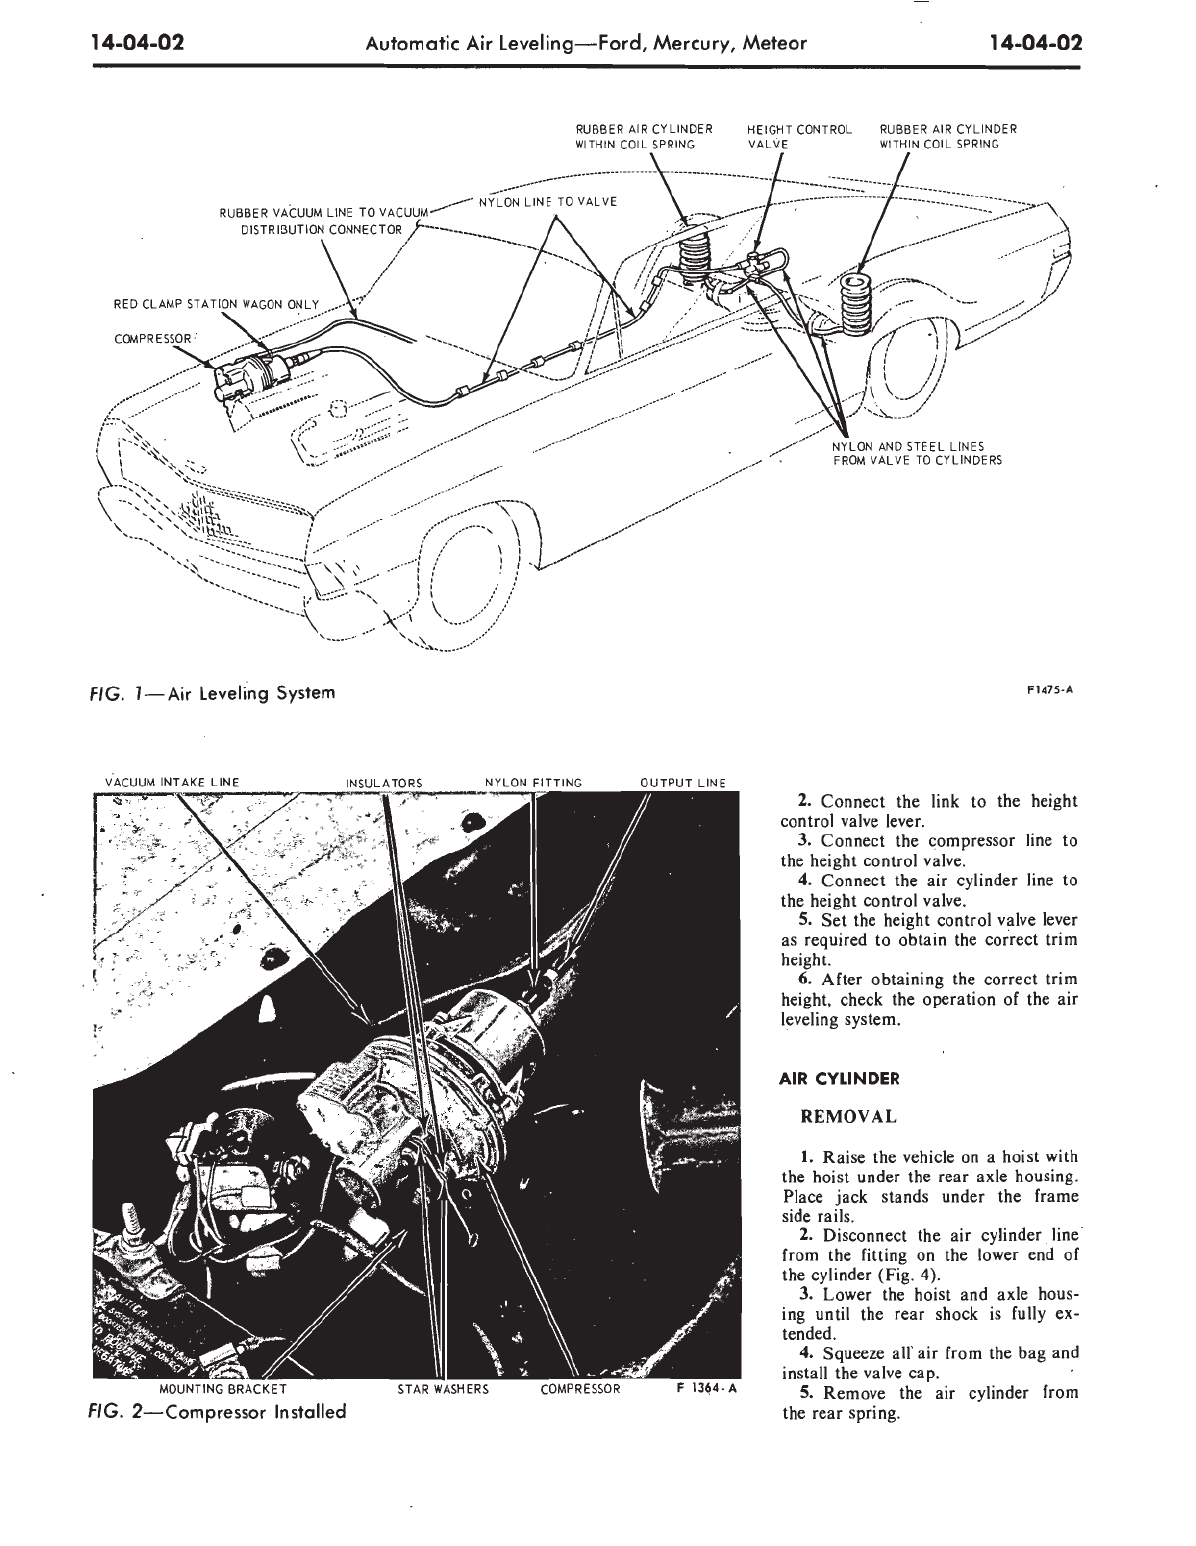 14-04-02 Automatic Air Leveling—Ford, Mercury, Meteor 14-04-02
RUBBER AIR CYLINDER
WITHIN COIL SPRING
HEIGHT CONTROL
VALVE
RUBBER AIR CYLINDER
WITHIN COIL SPRING
NYLON LINE TO VALVE
RUBBER VACUUM LINE TO VACUUM
DISTRIBUTION CONNECTOR
RED CLAMP STATION WAGON ONLY
COMPRESSOR
NYLON AND STEEL LINES
FROM VALVE TO CYLINDERS
FIG. 1—Air Leveling System
F1475-A
VACUUM INTAKE LINE
INSULATORS
NYLON FITTING
OUTPUT LINE
MOUNTING BRACKET
STAR WASHERS
COMPRESSOR
F 1364-A
FIG. 2—Compressor Installed
2. Connect the link to the height
control valve lever.
3. Connect the compressor line to
the height control valve.
4. Connect the air cylinder line to
the height control valve.
5. Set the height control valve lever
as required to obtain the correct trim
height.
6. After obtaining the correct trim
height, check the operation of the air
leveling system.
AIR CYLINDER
REMOVAL
1. Raise the vehicle on a hoist with
the hoist under the rear axle housing.
Place jack stands under the frame
side rails.
2. Disconnect the air cylinder line
from the fitting on the lower end of
the cylinder (Fig. 4).
3. Lower the hoist and axle hous-
ing until the rear shock is fully ex-
tended.
4. Squeeze all air from the bag and
install the valve cap.
5. Remove the air cylinder from
the rear spring.